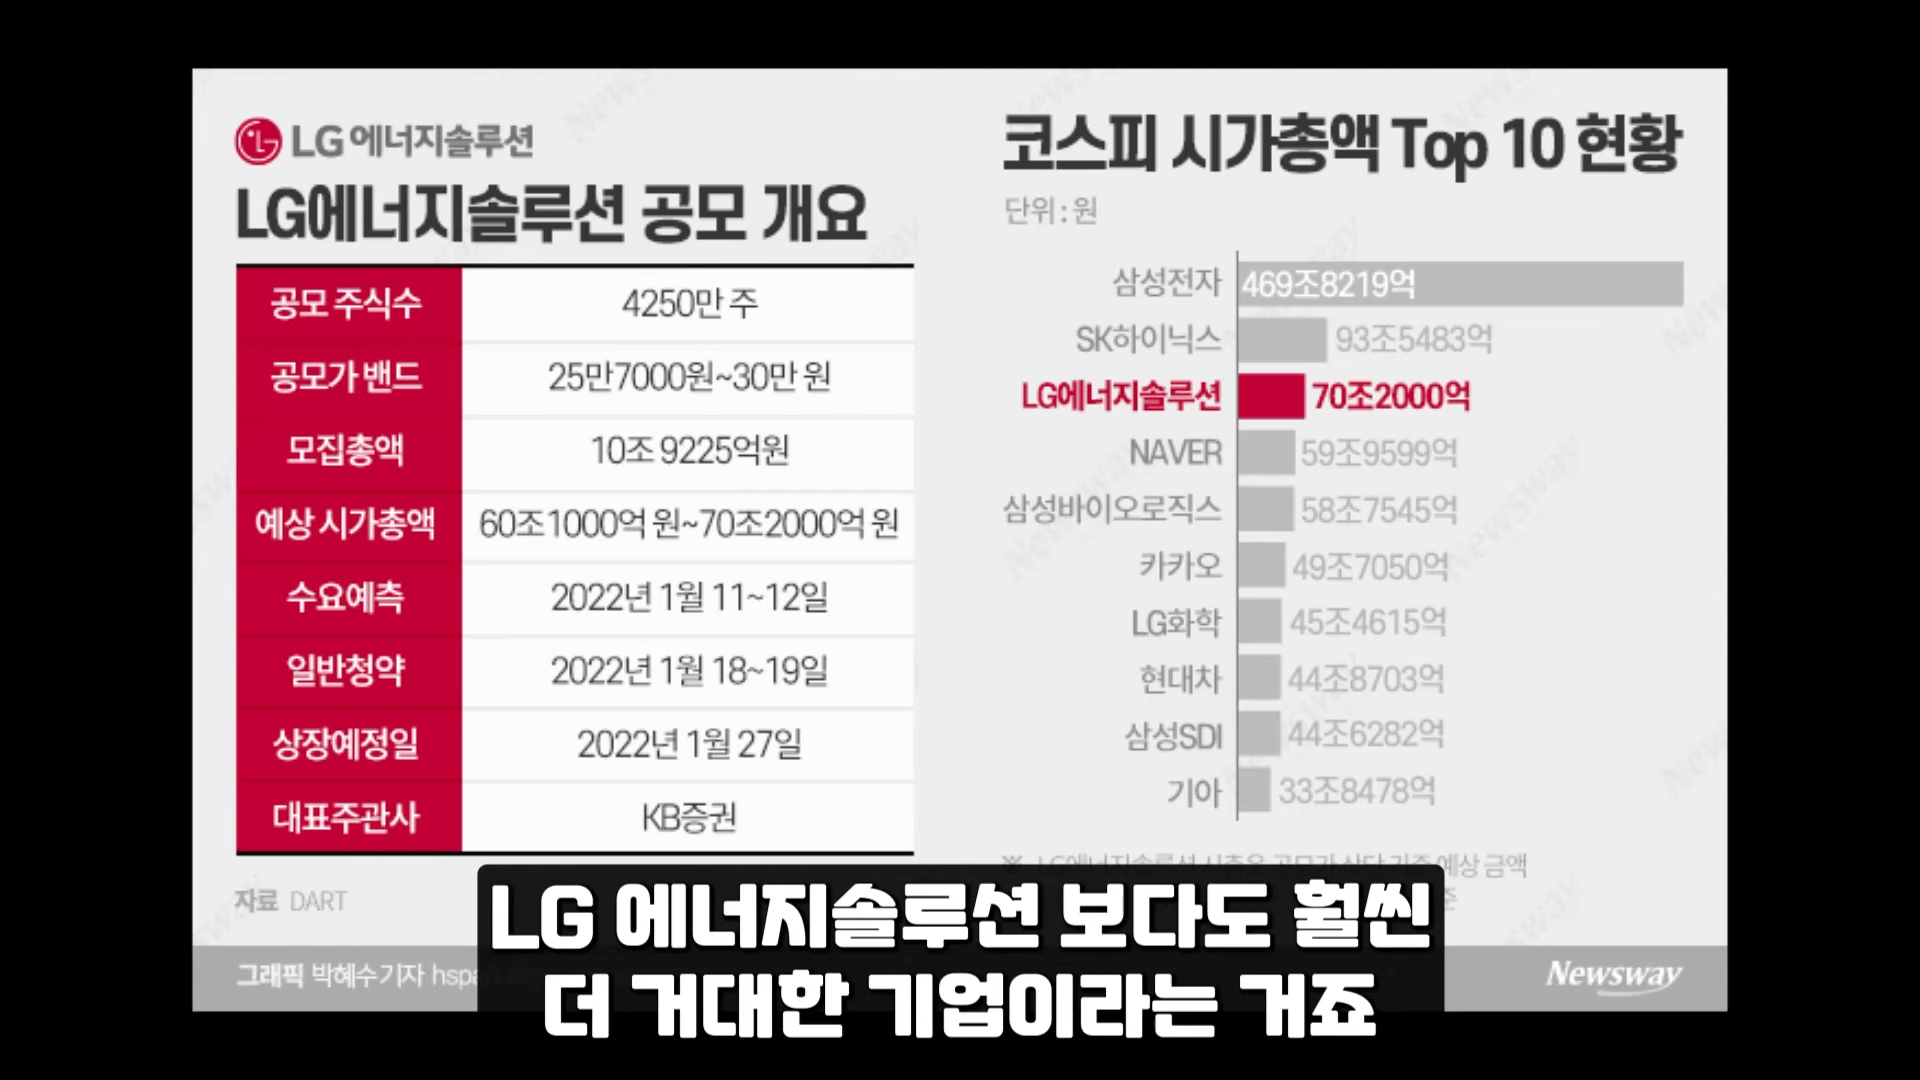 LG에너지솔루션
LG에너지솔루션 공모 개요
공모 주식수 4250만 주
공모가 밴드 25만7000원~30만 원
모집총액 10조 9225억원
예상 시가총액 60조1000억 원~70조2000억 원
수요예측 2022년 1월 11~12일
일반청약 2022년 1월 18~19일
상장예정일 2022년 1월 27일
대표주관사 KB증권
자료 DART
그래픽 박혜수 기자
코스피 시가총액 Top 10 현황
단위 : 원
삼성전자 469조8219억
SK하이닉스 93조5483억
LG에너지솔루션 70조2000억
NAVER 59조9599억
삼성바이오로직스 58조7545억
카카오 49조7050억
LG화학 45조4615억
현대차 44조8703억
삼성SDI 44조6282억
기아 33조8478억
예상 금액
Newsway
LG 에너지솔루션 보다도 훨씬
더 거대한 기업이라는 거죠